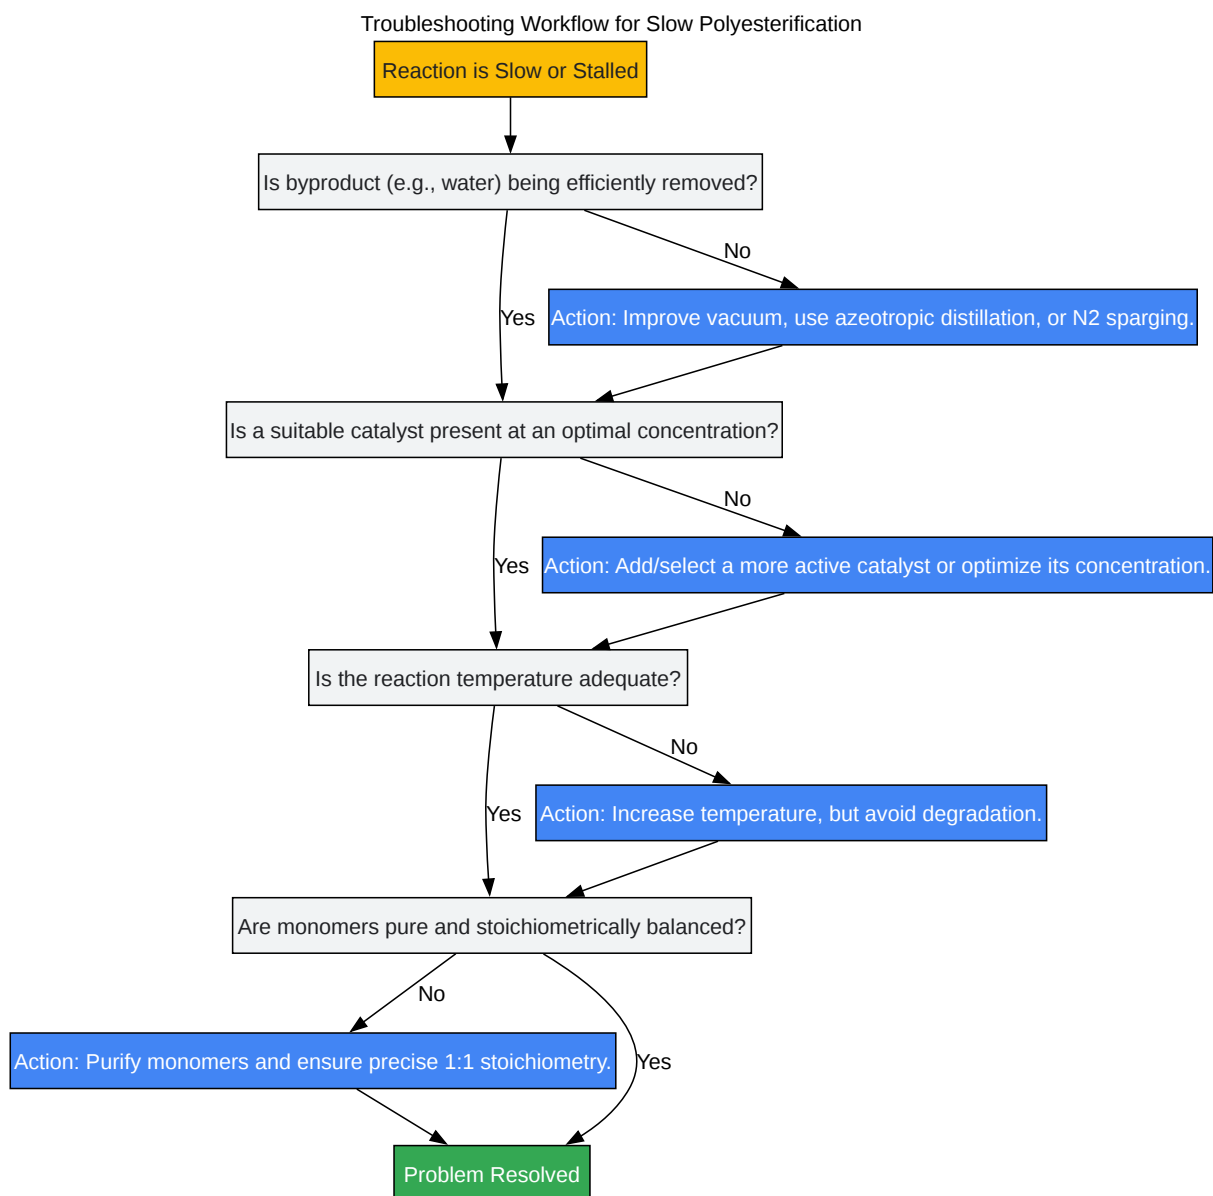 Troubleshooting Workflow for Slow Polyesterification
Reaction is Slow or Stalled
Is byproduct (e.g., water) being efficiently removed?
No
Yes
Action: Improve vacuum, use azeotropic distillation, or N2 sparging.
Is a suitable catalyst present at an optimal concentration?
No
Yes
Action: Add/select a more active catalyst or optimize its concentration.
Is the reaction temperature adequate?
No
Yes
Action: Increase temperature, but avoid degradation.
Are monomers pure and stoichiometrically balanced?
No
Action: Purify monomers and ensure precise 1:1 stoichiometry.
Yes
Problem Resolved